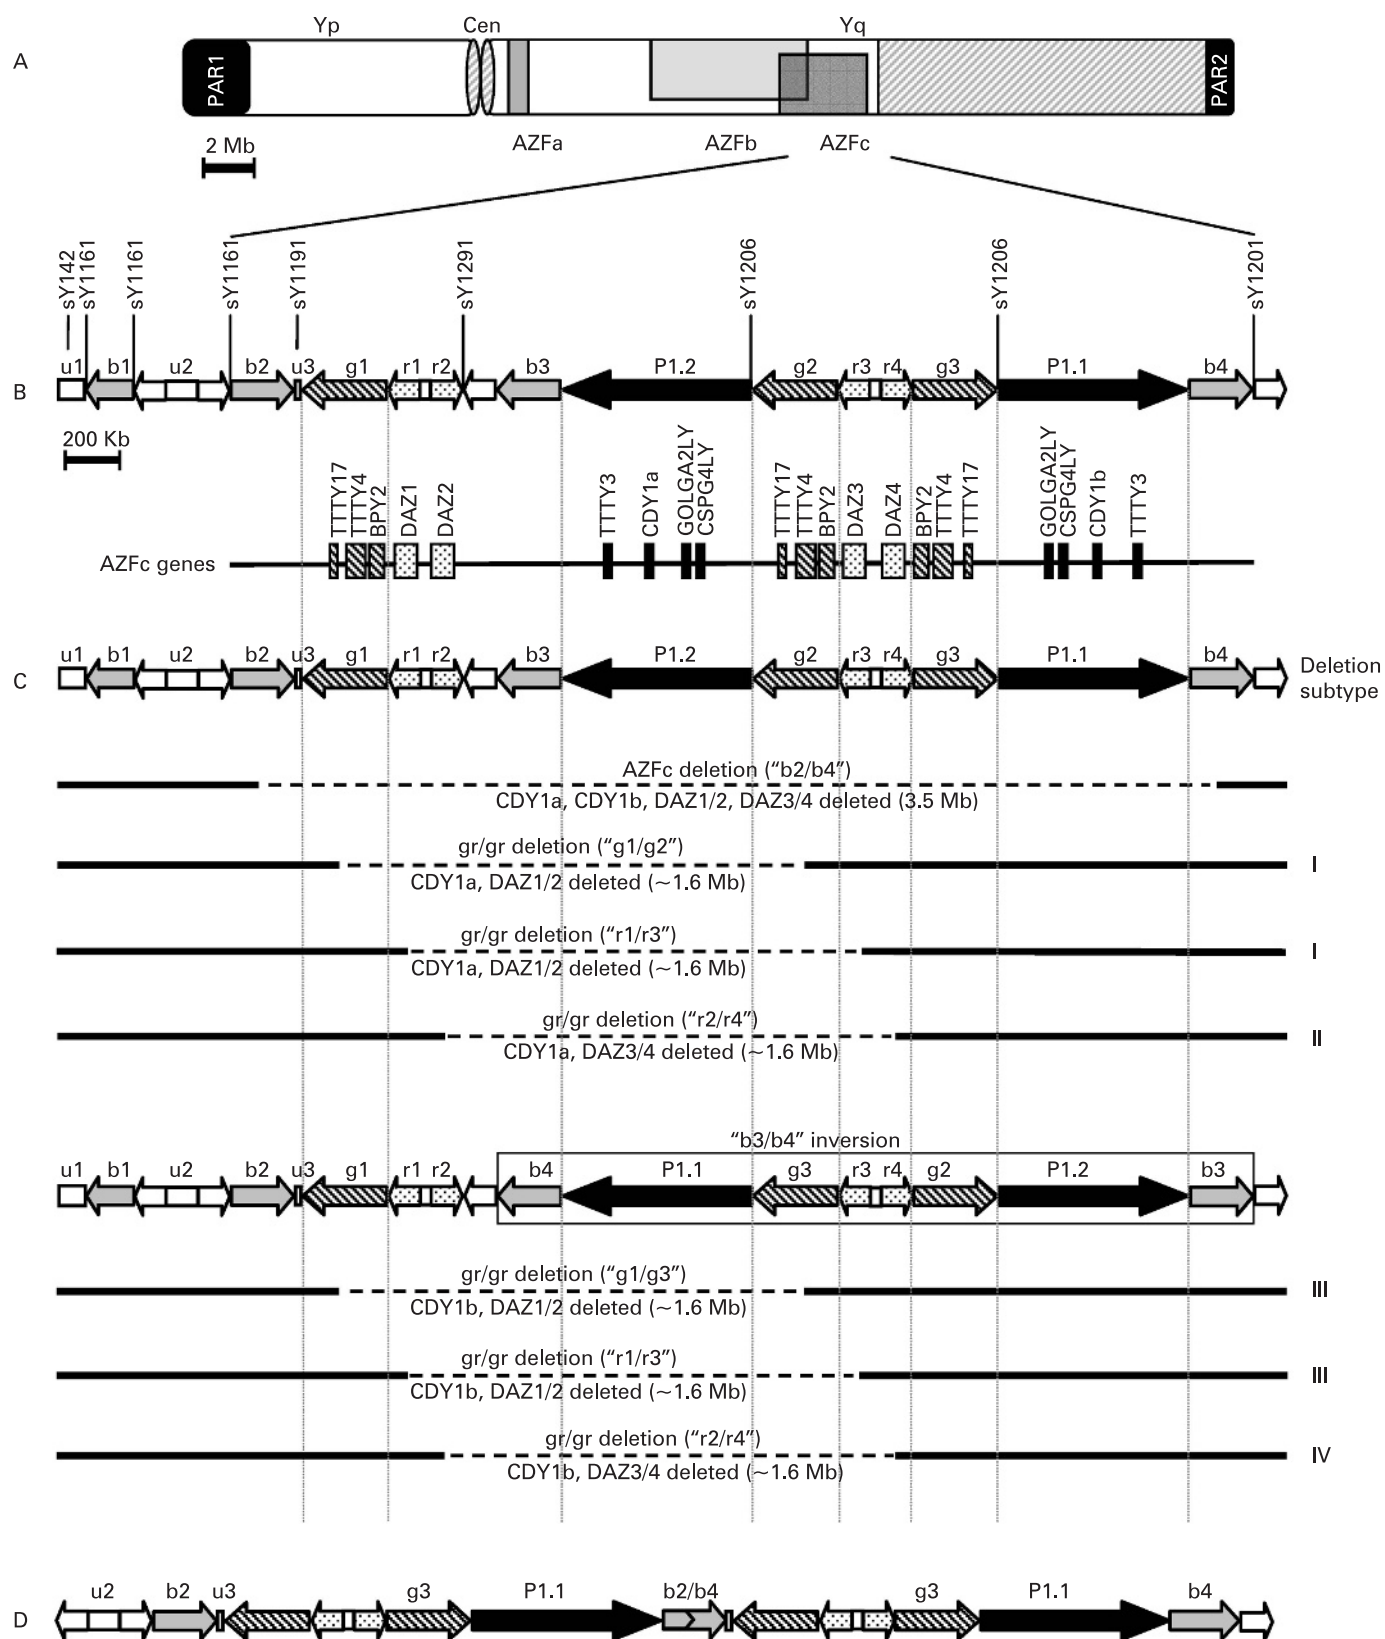 Yp Cen Yq
A
PAR1
PAR2
AZFa AZFb AZFc
2 Mb
sY142
sY1161
sY1161
sY1161
sY1191
sY1291
sY1206
sY1206
sY1201
u1 b1 u2 b2 u3 g1 r1 r2 b3 P1.2 g2 r3 r4 g3 P1.1 b4
B
200 Kb
TTTY17
TTTY4
BPY2
DAZ1
DAZ2
TTTY3
CDY1a
GOLGA2LY
CSPG4LY
TTTY17
TTTY4
BPY2
DAZ3
DAZ4
BPY2
TTTY4
TTTY17
GOLGA2LY
CSPG4LY
CDY1b
TTTY3
AZFc genes
u1 b1 u2 b2 u3 g1 r1 r2 b3 P1.2 g2 r3 r4 g3 P1.1 b4
C
Deletion
subtype
AZFc deletion (“b2/b4”)
CDY1a, CDY1b, DAZ1/2, DAZ3/4 deleted (3.5 Mb)
gr/gr deletion (“g1/g2”)
I
CDY1a, DAZ1/2 deleted (~1.6 Mb)
gr/gr deletion (“r1/r3”)
I
CDY1a, DAZ1/2 deleted (~1.6 Mb)
gr/gr deletion (“r2/r4”)
II
CDY1a, DAZ3/4 deleted (~1.6 Mb)
“b3/b4” inversion
u1 b1 u2 b2 u3 g1 r1 r2 b4 P1.1 g3 r3 r4 g2 P1.2 b3
gr/gr deletion (“g1/g3”)
III
CDY1b, DAZ1/2 deleted (~1.6 Mb)
gr/gr deletion (“r1/r3”)
III
CDY1b, DAZ1/2 deleted (~1.6 Mb)
gr/gr deletion (“r2/r4”)
IV
CDY1b, DAZ3/4 deleted (~1.6 Mb)
u2 b2 u3 g3 P1.1 b2/b4 g3 P1.1 b4
D